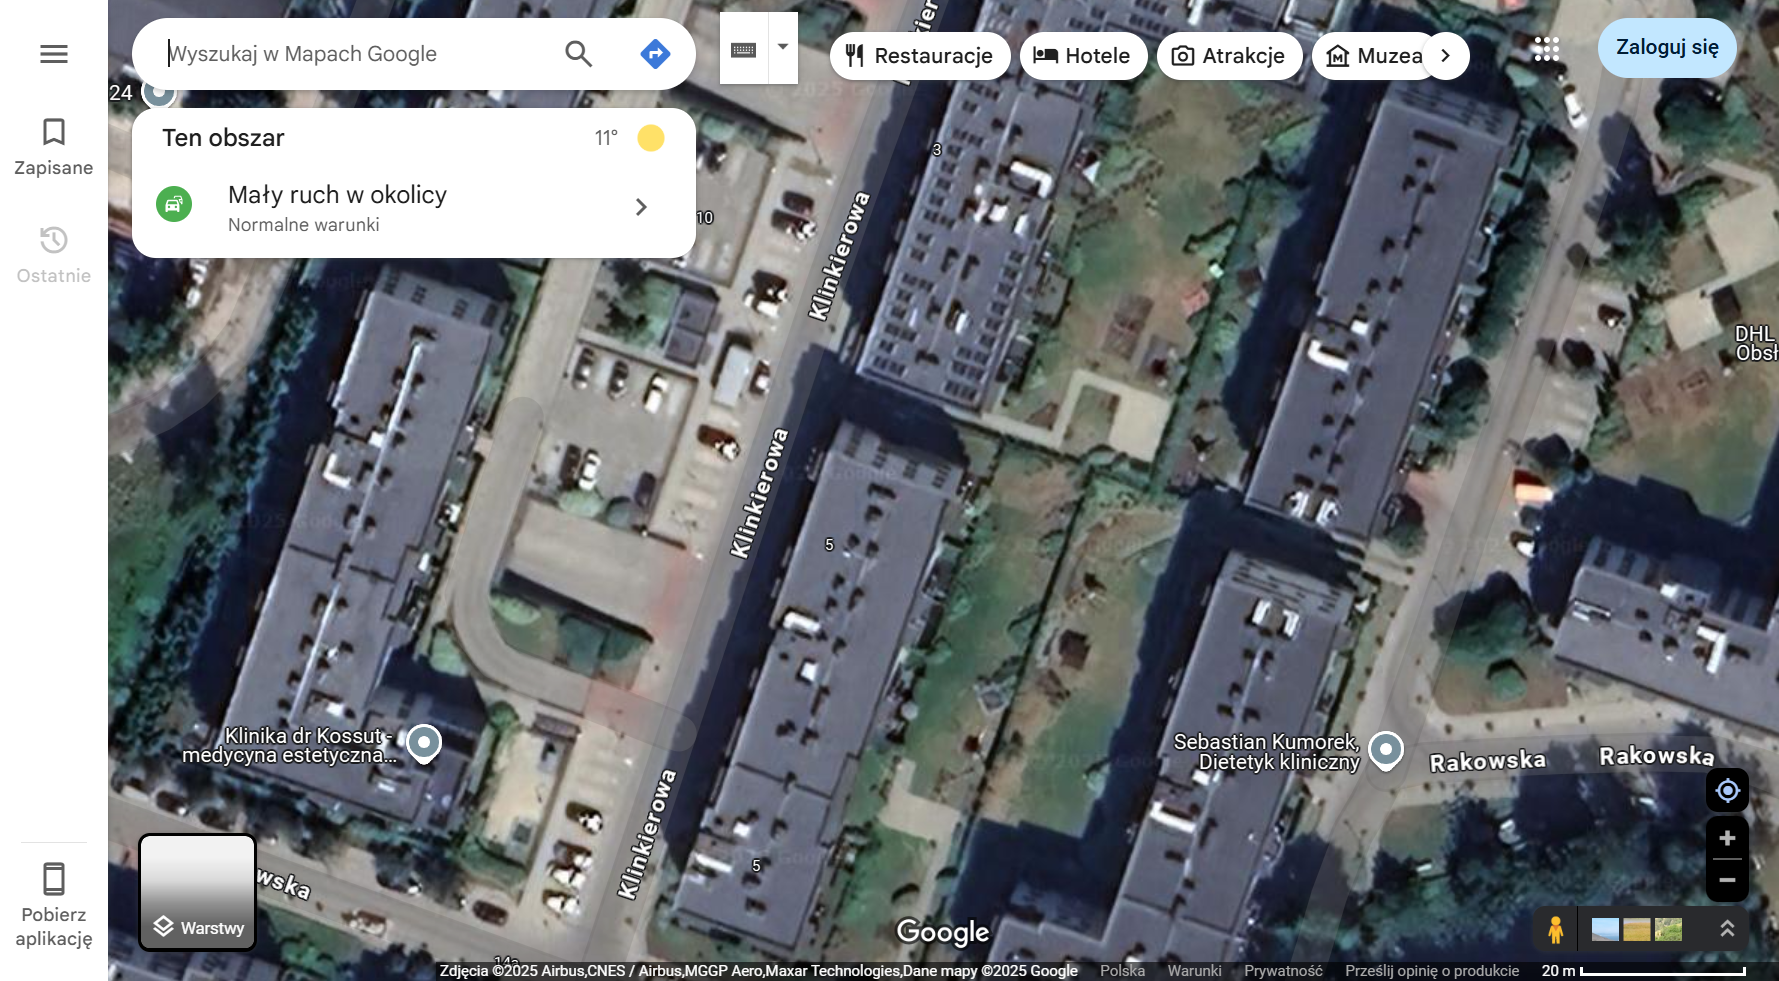 Wyszukaj w Mapach Google
Restauracje
Hotele
Atrakcje
Muzea
Zaloguj się
Zapisane
Ostatnie
24
Ten obszar
11°
Mały ruch w okolicy
Normalne warunki
10
3
Klinkierowa
DHL
Klinkierowa
5
Klinika dr Kossut -
medycyna estetyczna...
Sebastian Kumorek,
Dietetyk kliniczny
Rakowska
Rakowska
Klinkierowa
5
wska
Warstwy
Pobierz
aplikację
Google
14a
Zdjęcia ©2025 Airbus,CNES / Airbus,MGGP Aero,Maxar Technologies,Dane mapy ©2025 Google
Polska
Warunki
Prywatność
Prześlij opinię o produkcie
20 m